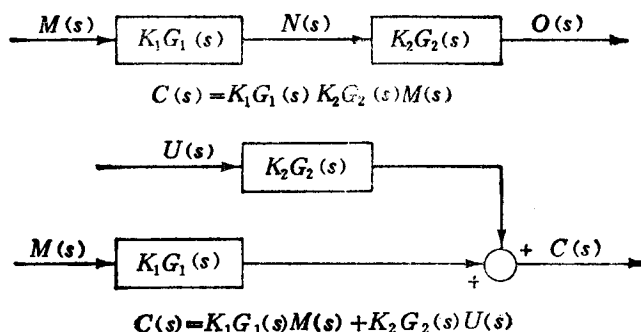 M(s) K₁G₁(s) N(s) K₂G₂(s) O(s)
C(s)=K₁G₁(s)K₂G₂(s)M(s)
U(s) K₂G₂(s)
M(s) K₁G₁(s) + + C(s)
C(s)=K₁G₁(s)M(s)+K₂G₂(s)U(s)